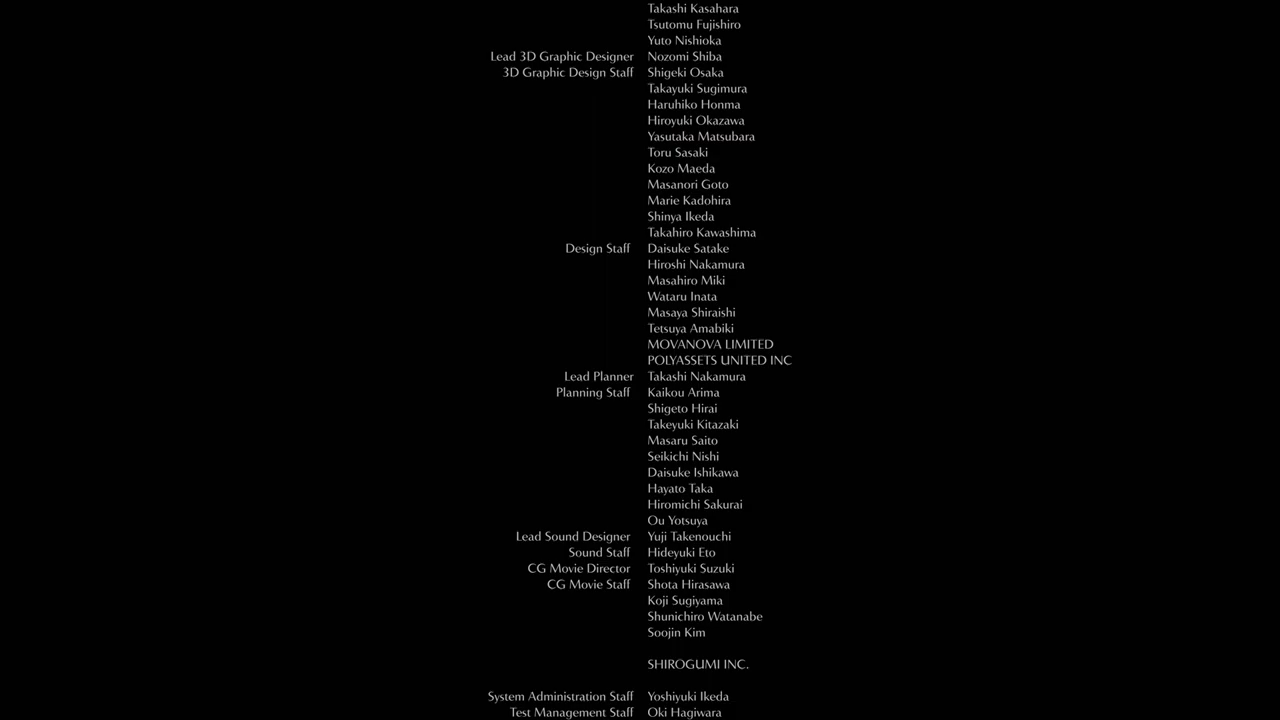 Takashi Kasahara
Tsutomu Fujishiro
Yuto Nishioka
Lead 3D Graphic Designer Nozomi Shiba
3D Graphic Design Staff Shigeki Osaka
Takayuki Sugimura
Haruhiko Honma
Hiroyuki Okazawa
Yasutaka Matsubara
Toru Sasaki
Kozo Maeda
Masanori Goto
Marie Kadohira
Shinya Ikeda
Takahiro Kawashima
Design Staff Daisuke Satake
Hiroshi Nakamura
Masahiro Miki
Wataru Inata
Masaya Shiraishi
Tetsuya Amabiki
MOVANOVA LIMITED
POLYASSETS UNITED INC
Lead Planner Takashi Nakamura
Planning Staff Kaikou Arima
Shigeto Hirai
Takeyuki Kitazaki
Masaru Saito
Seikichi Nishi
Daisuke Ishikawa
Hayato Taka
Hiromichi Sakurai
Ou Yotsuya
Lead Sound Designer Yuji Takenouchi
Sound Staff Hideyuki Eto
CG Movie Director Toshiyuki Suzuki
CG Movie Staff Shota Hirasawa
Koji Sugiyama
Shunichiro Watanabe
Soojin Kim
SHIROGUMI INC.
System Administration Staff Yoshiyuki Ikeda
Test Management Staff Oki Hagiwara